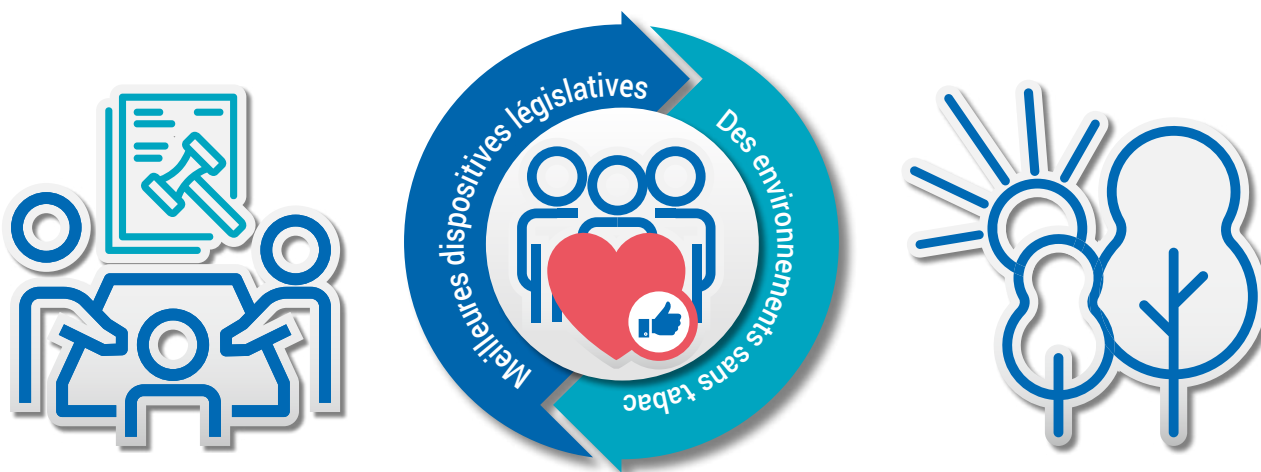 Meilleures dispositives législatives
Des environnements sans tabac